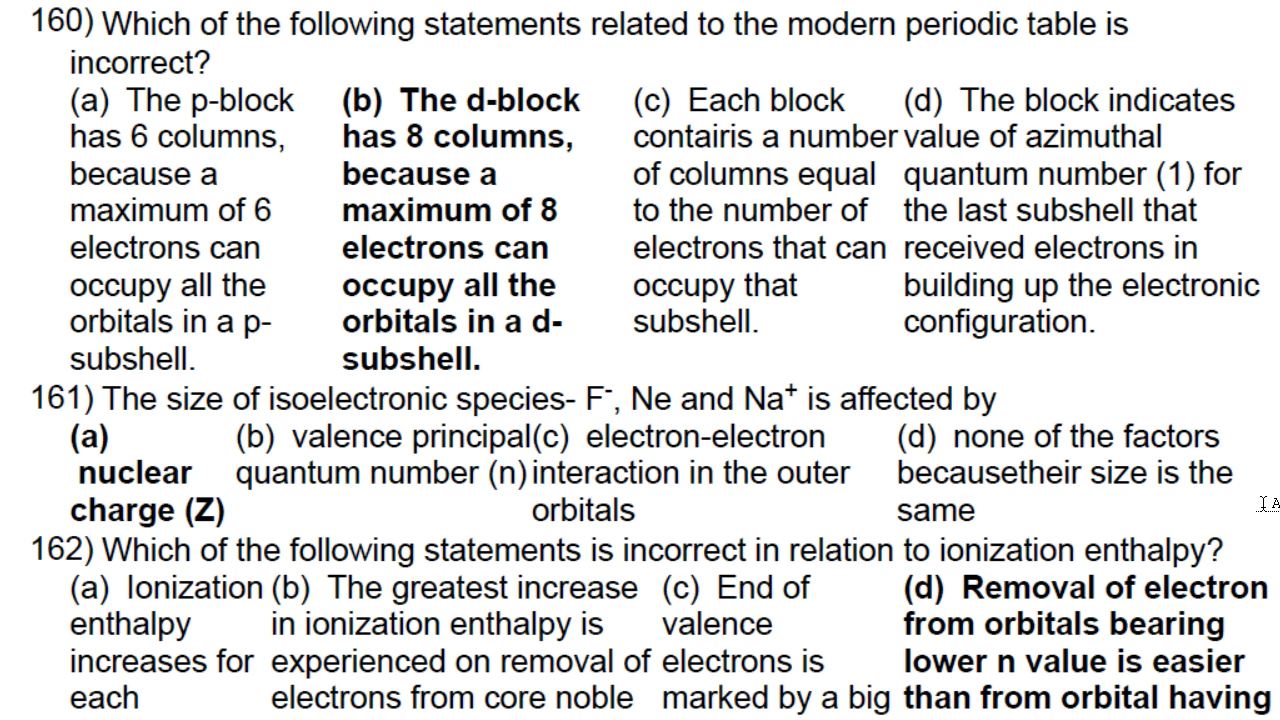 160) Which of the following statements related to the modern periodic table is
incorrect?
(a) The p-block
has 6 columns,
because a
maximum of 6
electrons can
occupy all the
orbitals in a p-
subshell.
(b) The d-block
has 8 columns,
because a
maximum of 8
electrons can
occupy all the
orbitals in a d-
subshell.
(c) Each block
contairis a number
of columns equal
to the number of
electrons that can
occupy that
subshell.
(d) The block indicates
value of azimuthal
quantum number (1) for
the last subshell that
received electrons in
building up the electronic
configuration.
161) The size of isoelectronic species- F⁻, Ne and Na⁺ is affected by
(a)
nuclear
charge (Z)
(b) valence principal
quantum number (n)
(c) electron-electron
interaction in the outer
orbitals
(d) none of the factors
becausetheir size is the
same
162) Which of the following statements is incorrect in relation to ionization enthalpy?
(a) Ionization
enthalpy
increases for
each
(b) The greatest increase
in ionization enthalpy is
experienced on removal of
electrons from core noble
(c) End of
valence
electrons is
marked by a big
(d) Removal of electron
from orbitals bearing
lower n value is easier
than from orbital having